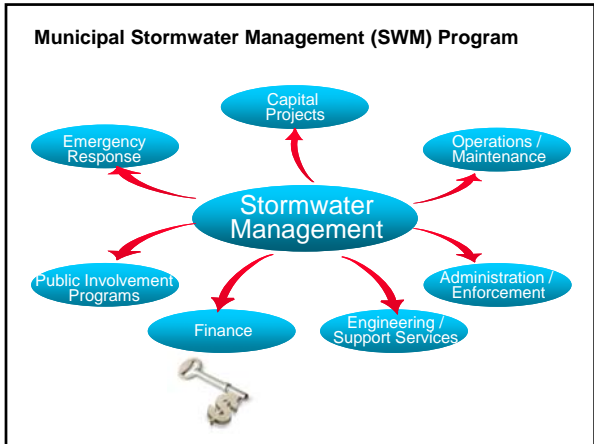 Municipal Stormwater Management (SWM) Program
Capital
Projects
Emergency
Response
Operations /
Maintenance
Stormwater
Management
Public Involvement
Programs
Administration /
Enforcement
Finance
Engineering /
Support Services
$